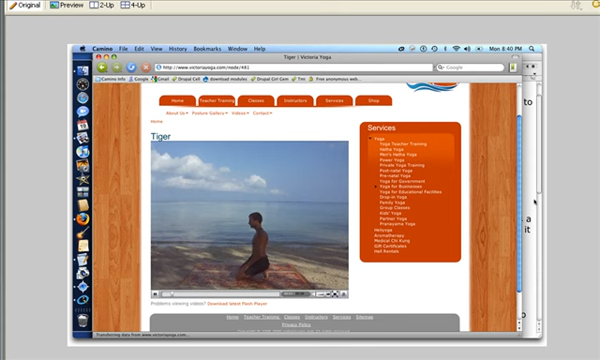 Original Preview 2-Up 4-Up
Camino File Edit View History Bookmarks Window Help Mon 8:40 PM
Tiger | Victoria Yoga
http://www.victoriayoga.com/node/481
Google
Camino Info Google Gmail Drupal Cell download modules Drupal Girl Gem Tml Free anonymous web...
to
Home Teacher Training Classes Instructors Services Shop
About Us Posture Gallery Videos Contact
Home
Tiger
Services
Yoga
Yoga Teacher Training
Hatha Yoga
Men's Hatha Yoga
Power Yoga
Private Yoga Training
Post-natal Yoga
Pre-natal Yoga
Yoga for Government
Yoga for Businesses
Yoga for Educational Facilities
Drop-in Yoga
Family Yoga
Group Classes
Kids' Yoga
Partner Yoga
Pranayama Yoga
Heliyoga
Aromatherapy
Medical Chi Kung
Gift Certificates
Hall Rentals
a
it
Problems viewing videos? Download latest Flash Player
Home Teacher Training Classes Instructors Services Sitemap
Privacy Policy
Transferring data from www.victoriayoga.com...